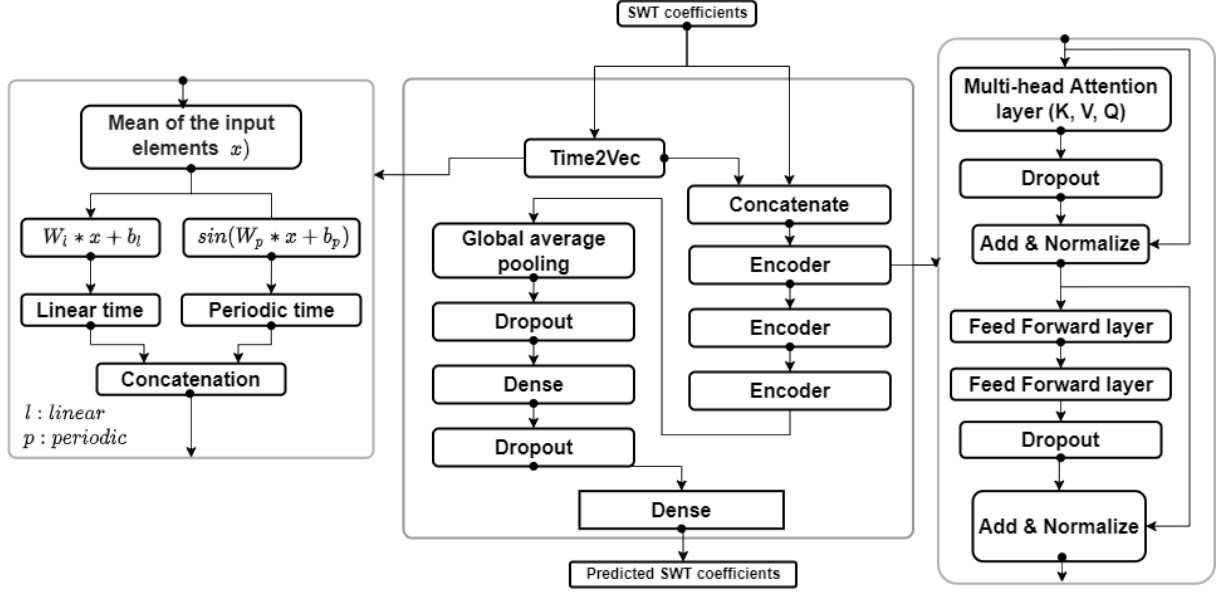 SWT coefficients
Mean of the input
elements x)
W_l * x + b_l
sin(W_p * x + b_p)
Linear time
Periodic time
Concatenation
l : linear
p : periodic
Time2Vec
Concatenate
Encoder
Encoder
Encoder
Global average
pooling
Dropout
Dense
Dropout
Dense
Predicted SWT coefficients
Multi-head Attention
layer (K, V, Q)
Dropout
Add & Normalize
Feed Forward layer
Feed Forward layer
Dropout
Add & Normalize